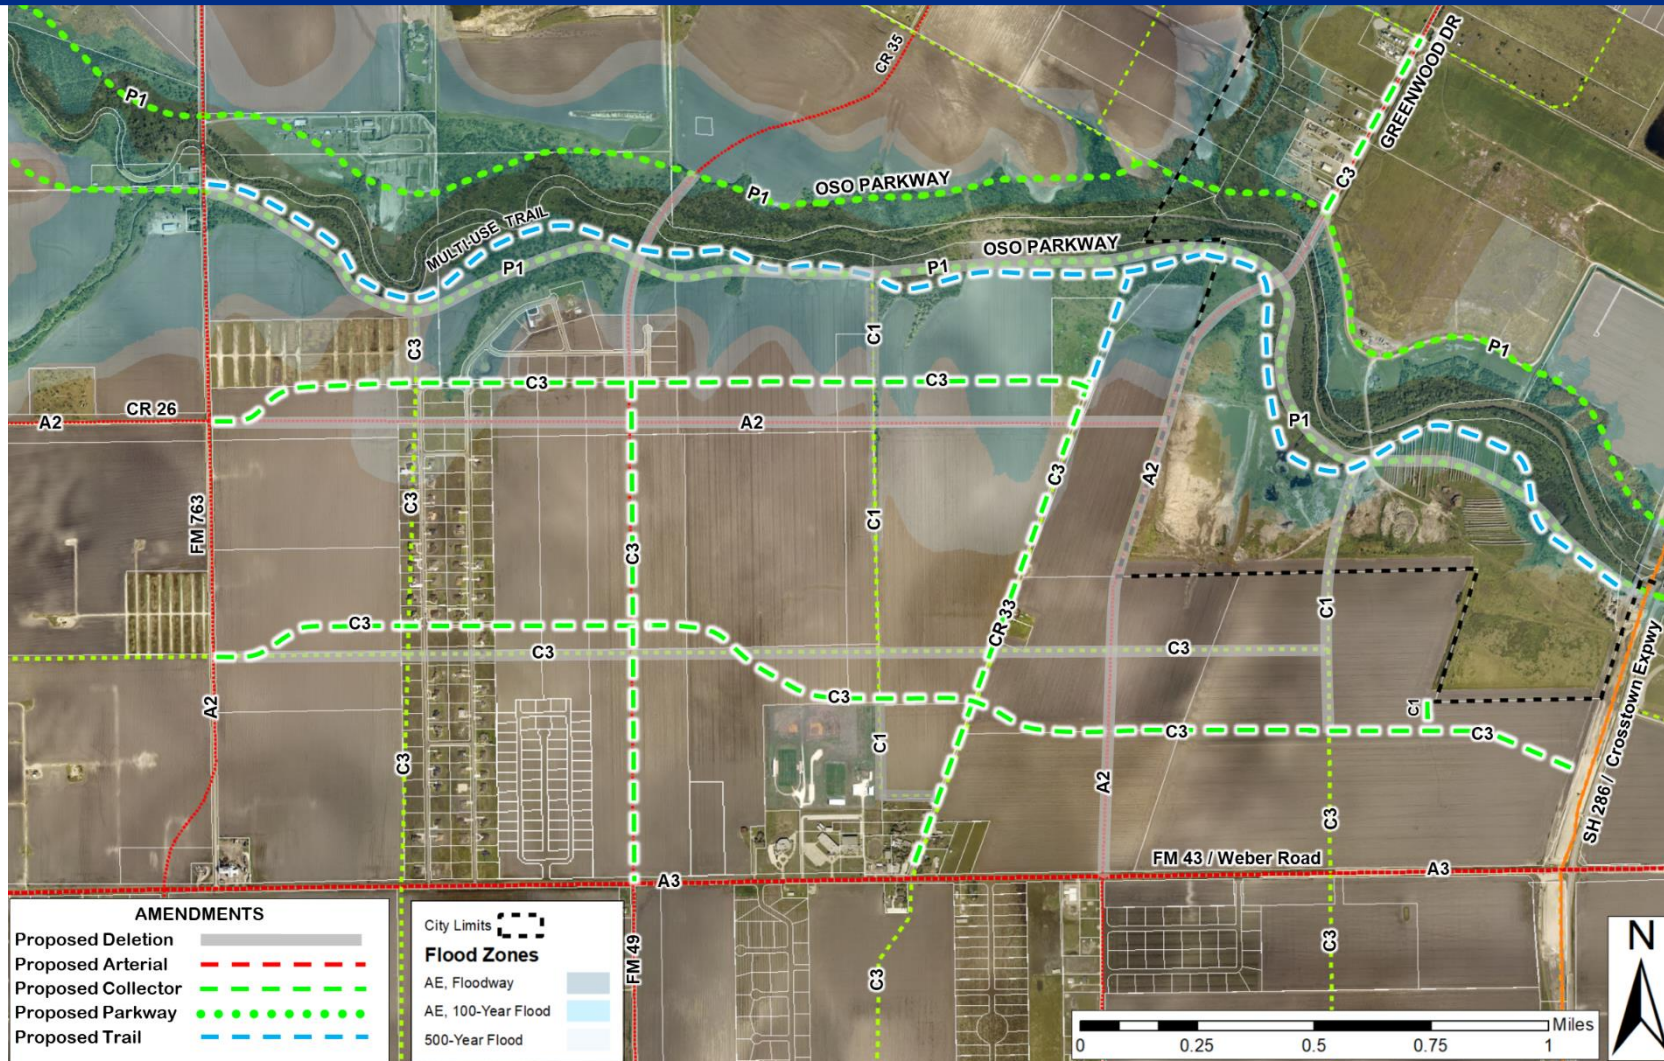 CR 35
GREENWOOD DR
P1
C3
OSO PARKWAY
P1
MULTI-USE TRAIL
OSO PARKWAY
P1
P1
C3
C1
P1
C3
C3
CR 26
A2
A2
P1
C3
A2
C3
C1
FM 763
C3
CR 33
C1
C3
C3
C3
A2
C3
C1
C3
C3
C3
C1
A2
SH 286 / Crosstown Expwy
C3
FM 43 / Weber Road
A3
A3
FM 49
C3
C3
AMENDMENTS
Proposed Deletion
Proposed Arterial
Proposed Collector
Proposed Parkway
Proposed Trail
City Limits
Flood Zones
AE, Floodway
AE, 100-Year Flood
500-Year Flood
N
Miles
0 0.25 0.5 0.75 1